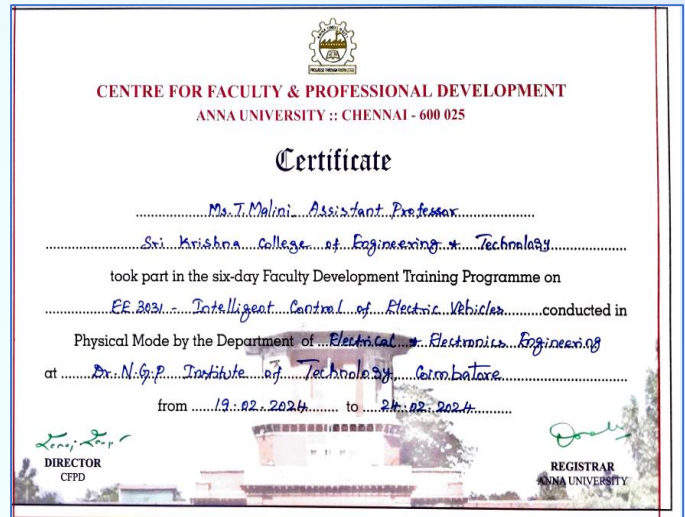 PROGRESS THROUGH KNOWLEDGE
CENTRE FOR FACULTY & PROFESSIONAL DEVELOPMENT
ANNA UNIVERSITY :: CHENNAI - 600 025
Certificate
Ms. T. Malini Assistant Professor
Sri Krishna College of Engineering & Technology
took part in the six-day Faculty Development Training Programme on
EE 3031 - Intelligent Control of Electric Vehicles conducted in
Physical Mode by the Department of Electrical & Electronics Engineering
at Dr. N.G.P. Institute of Technology Coimbatore
from 19.02.2024 to 24.02.2024
DIRECTOR
CFPD
REGISTRAR
ANNA UNIVERSITY